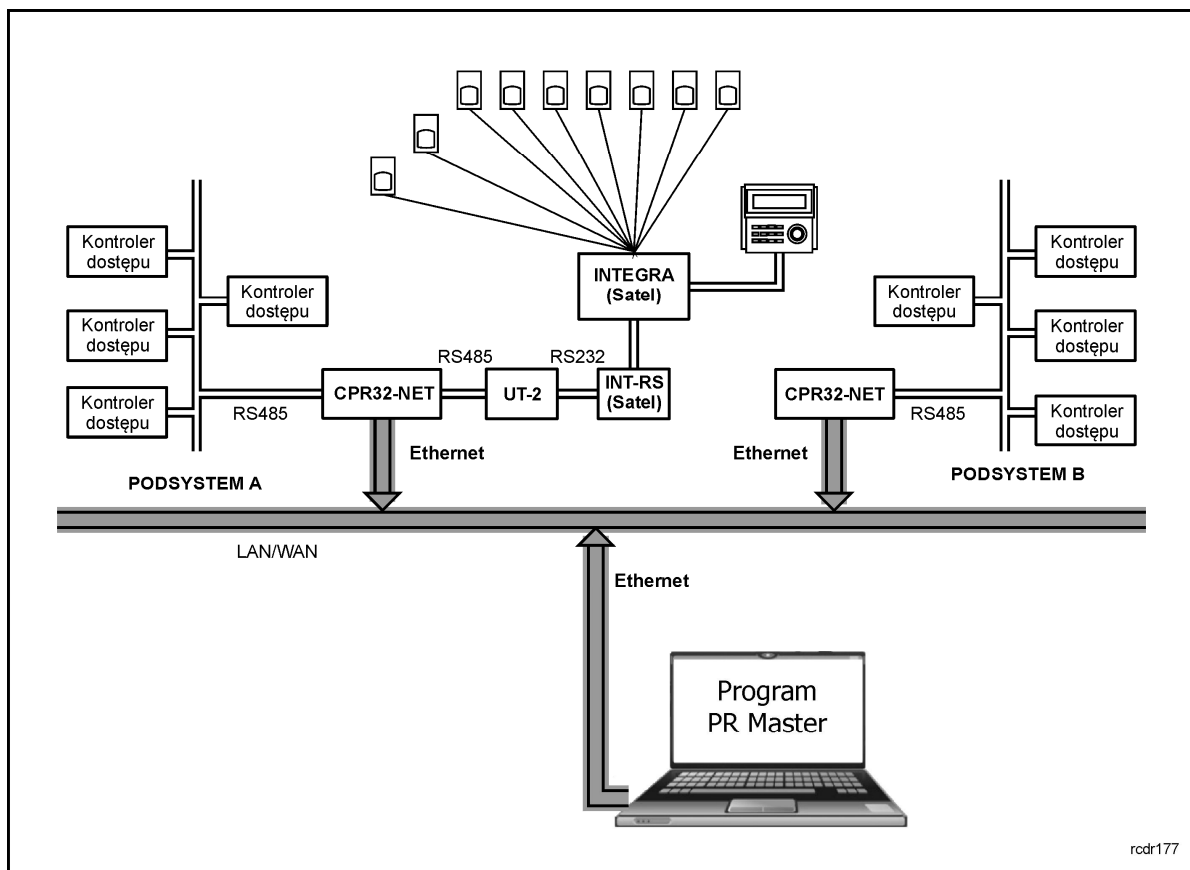 INTEGRA
(Satel)
Kontroler
dostępu
Kontroler
dostępu
Kontroler
dostępu
Kontroler
dostępu
Kontroler
dostępu
Kontroler
dostępu
Kontroler
dostępu
Kontroler
dostępu
RS485
RS232
CPR32-NET
UT-2
INT-RS
(Satel)
CPR32-NET
RS485
RS485
Ethernet
Ethernet
PODSYSTEM A
PODSYSTEM B
LAN/WAN
Ethernet
Program
PR Master
rcdr177